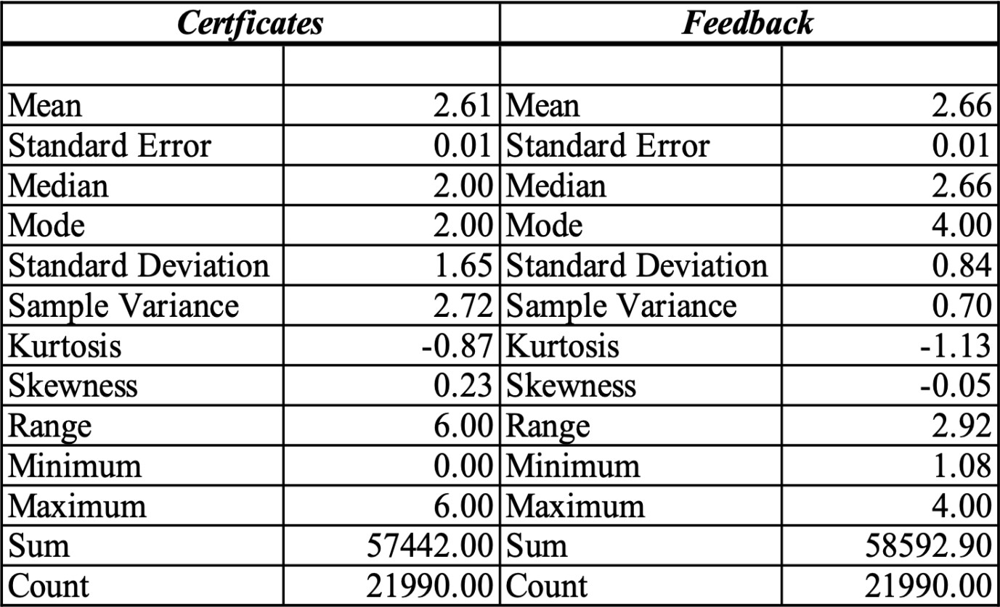 Certficates Feedback
Mean 2.61 Mean 2.66
Standard Error 0.01 Standard Error 0.01
Median 2.00 Median 2.66
Mode 2.00 Mode 4.00
Standard Deviation 1.65 Standard Deviation 0.84
Sample Variance 2.72 Sample Variance 0.70
Kurtosis -0.87 Kurtosis -1.13
Skewness 0.23 Skewness -0.05
Range 6.00 Range 2.92
Minimum 0.00 Minimum 1.08
Maximum 6.00 Maximum 4.00
Sum 57442.00 Sum 58592.90
Count 21990.00 Count 21990.00